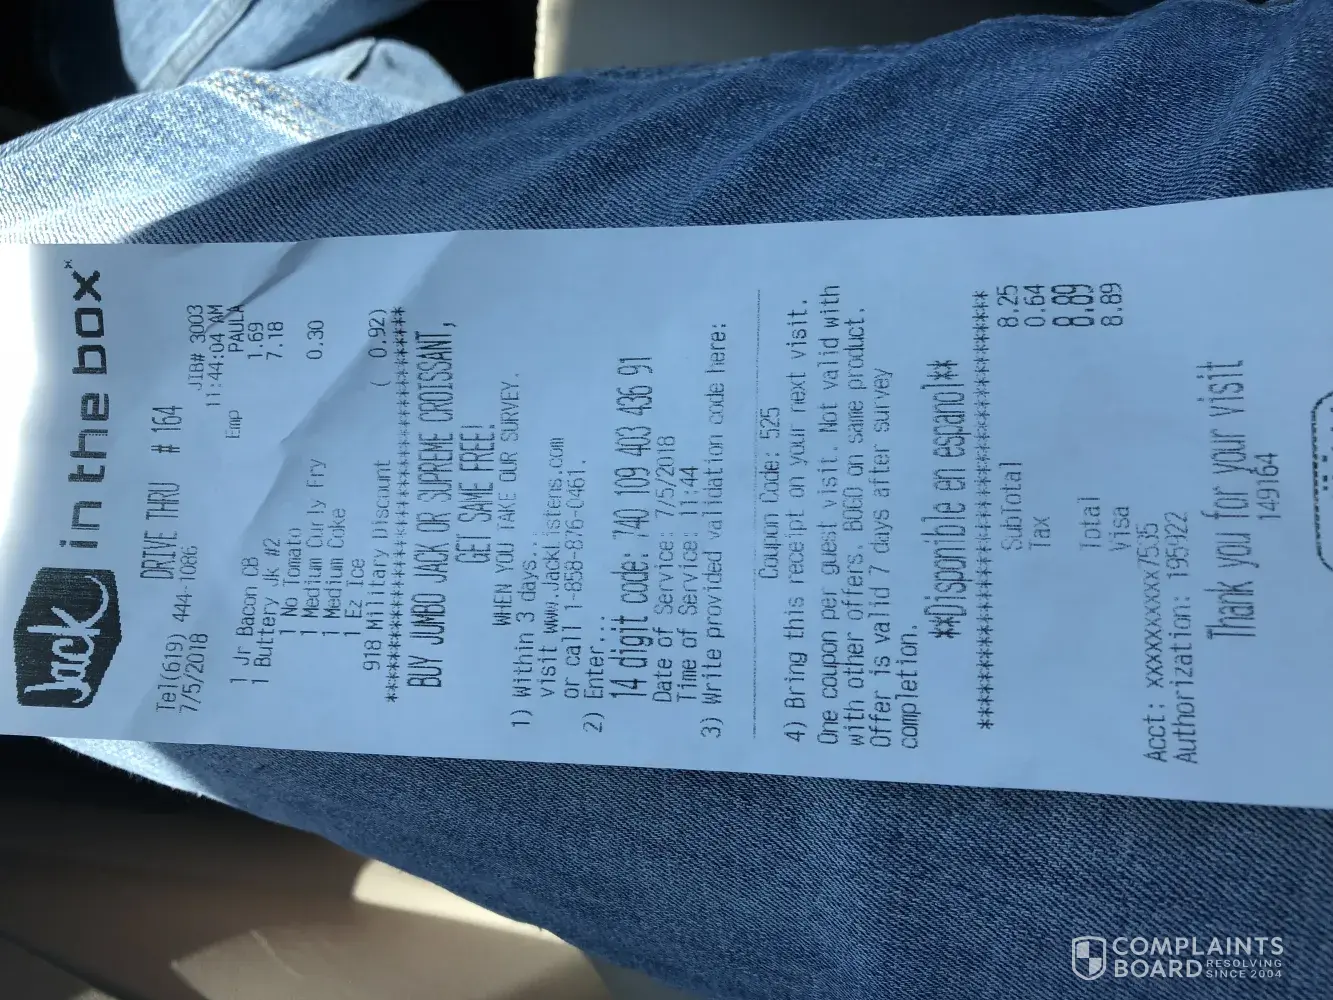 Jack in the box
DRIVE THRU # 164
Tel(619) 444-1086 JIB# 3003
7/5/2018 11:44:04 AM
Emp PAULA
1 Jr Bacon CB 1.69
1 Buttery Jk #2 7.18
1 No Tomato
1 Medium Curly Fry 0.30
1 Medium Coke
1 Ez Ice
918 Military Discount ( 0.92)
BUY JUMBO JACK OR SUPREME CROISSANT,
GET SAME FREE!
WHEN YOU TAKE OUR SURVEY.
1) Within 3 days..
visit www.JackListens.com
or call 1-858-876-0461.
2) Enter...
14 digit code: 740 109 403 436 91
Date of Service: 7/5/2018
Time of Service: 11:44
3) Write provided validation code here:
Coupon Code: 525
4) Bring this receipt on your next visit.
One coupon per guest visit. Not valid with
with other offers. BOGO on same product.
Offer is valid 7 days after survey
completion.
**Disponible en espanol**
SubTotal 8.25
Tax 0.64
Total 8.89
Visa 8.89
Acct: xxxxxxxxxxxx7535
Authorization: 195922
Thank you for your visit
149164
COMPLAINTS
BOARD RESOLVING
SINCE 2004